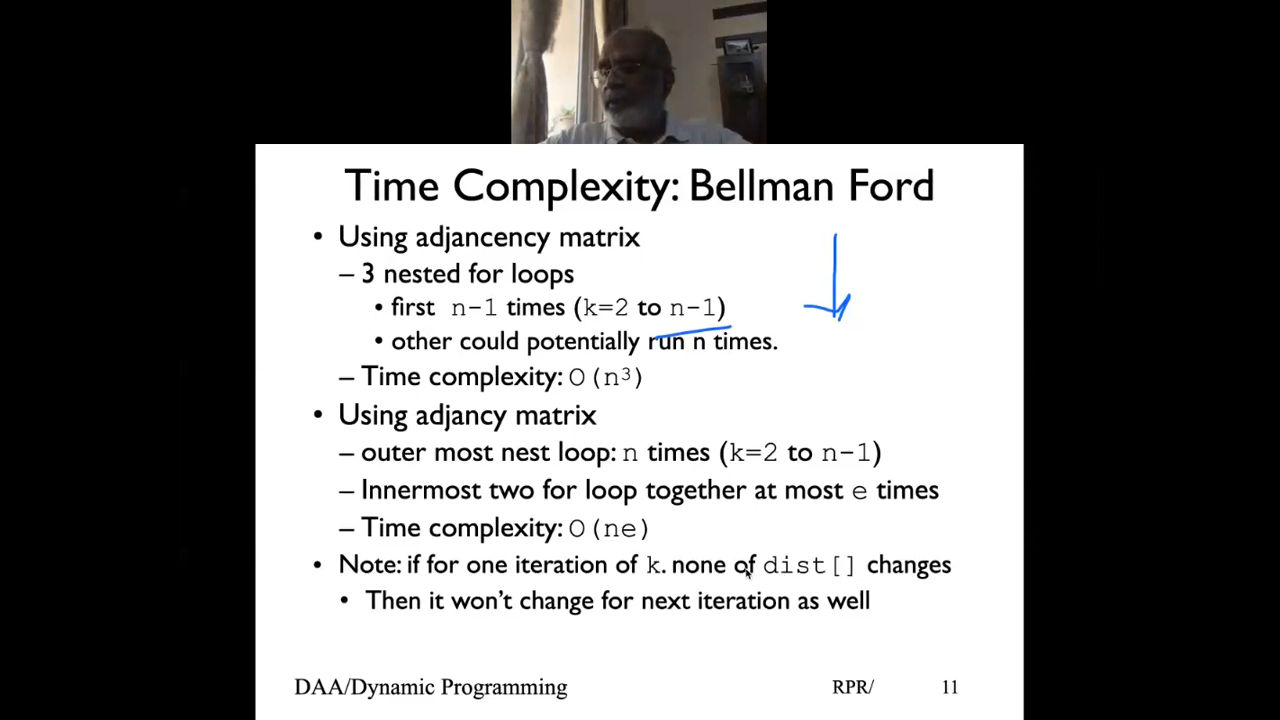 Time Complexity: Bellman Ford
• Using adjancency matrix
– 3 nested for loops
• first n-1 times (k=2 to n-1)
• other could potentially run n times.
– Time complexity: O(n³)
• Using adjancy matrix
– outer most nest loop: n times (k=2 to n-1)
– Innermost two for loop together at most e times
– Time complexity: O(ne)
• Note: if for one iteration of k. none of dist[] changes
• Then it won't change for next iteration as well
DAA/Dynamic Programming RPR/ 11